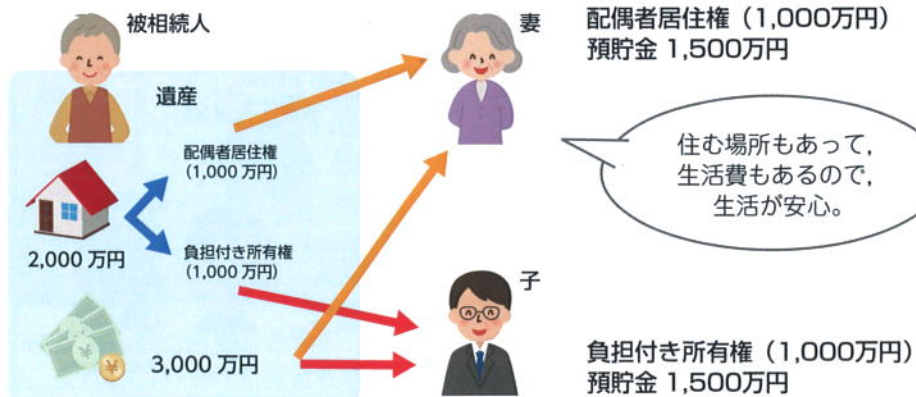 被相続人
遺産
配偶者居住権
(1,000万円)
2,000 万円
負担付き所有権
(1,000 万円)
¥
¥
3,000 万円
妻
配偶者居住権（1,000万円）
預貯金 1,500万円
住む場所もあって，
生活費もあるので，
生活が安心。
子
負担付き所有権（1,000万円）
預貯金 1,500万円